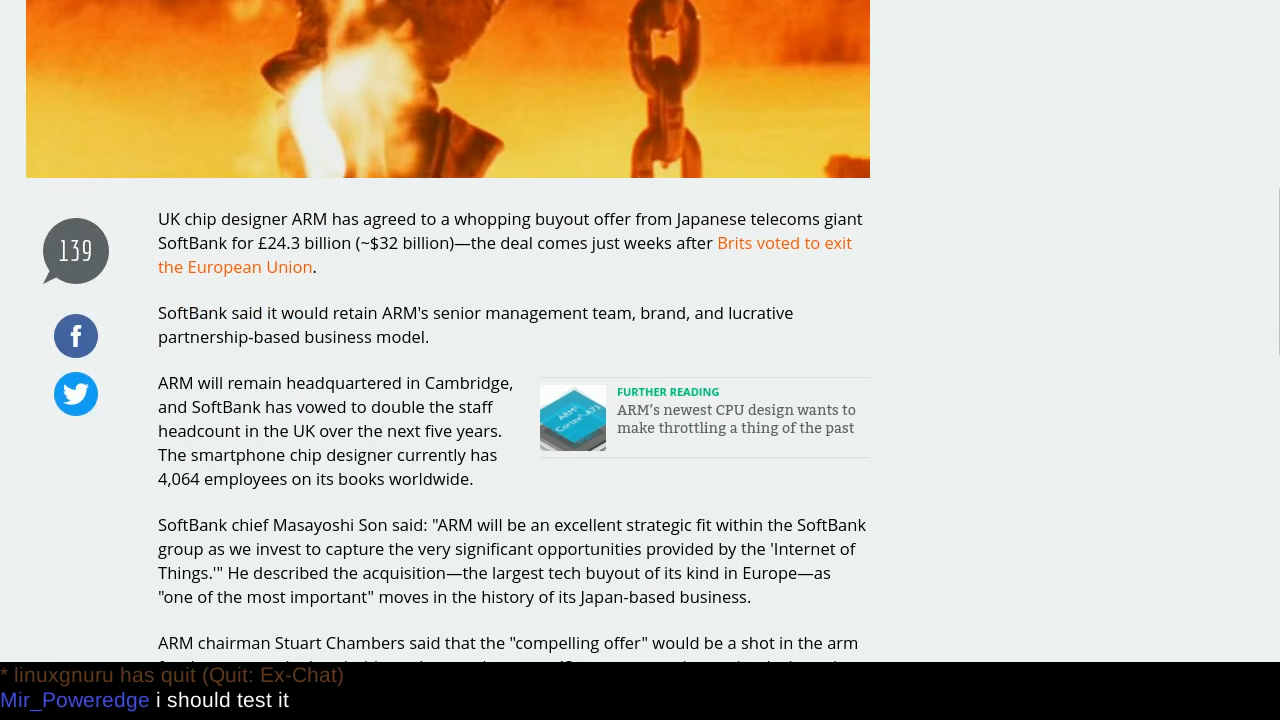 139
UK chip designer ARM has agreed to a whopping buyout offer from Japanese telecoms giant
SoftBank for £24.3 billion (~$32 billion)—the deal comes just weeks after Brits voted to exit
the European Union.
SoftBank said it would retain ARM's senior management team, brand, and lucrative
partnership-based business model.
ARM will remain headquartered in Cambridge,
and SoftBank has vowed to double the staff
headcount in the UK over the next five years.
The smartphone chip designer currently has
4,064 employees on its books worldwide.
FURTHER READING
ARM’s newest CPU design wants to
make throttling a thing of the past
SoftBank chief Masayoshi Son said: "ARM will be an excellent strategic fit within the SoftBank
group as we invest to capture the very significant opportunities provided by the 'Internet of
Things.'" He described the acquisition—the largest tech buyout of its kind in Europe—as
"one of the most important" moves in the history of its Japan-based business.
ARM chairman Stuart Chambers said that the "compelling offer" would be a shot in the arm
* linuxgnuru has quit (Quit: Ex-Chat)
Mir_Poweredge i should test it